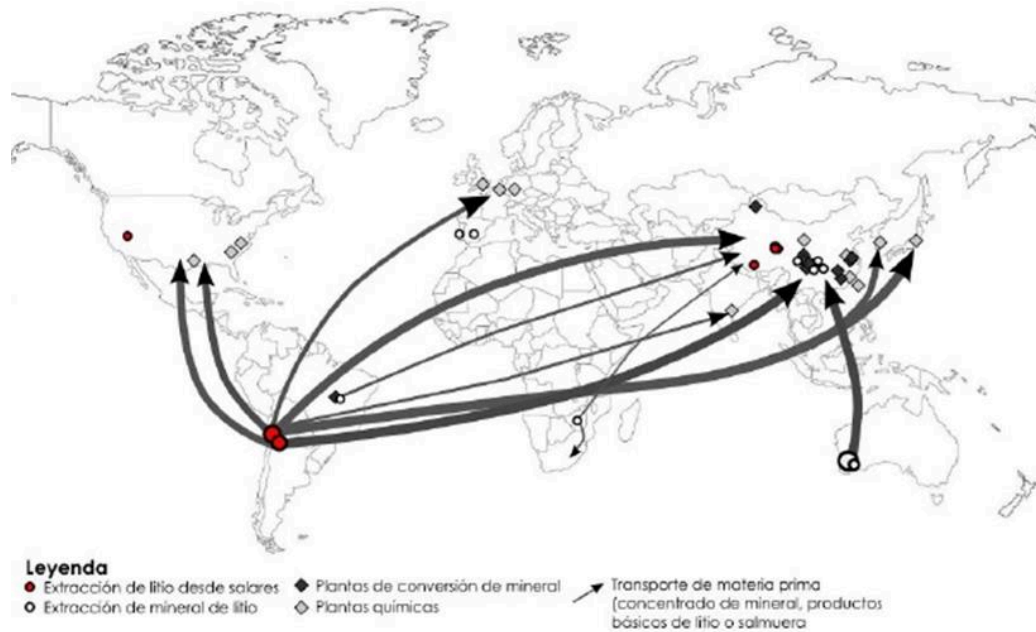 Leyenda
Extracción de litio desde salares
Extracción de mineral de litio
Plantas de conversión de mineral
Plantas químicas
Transporte de materia prima
(concentrado de mineral, productos
básicos de litio o salmuera